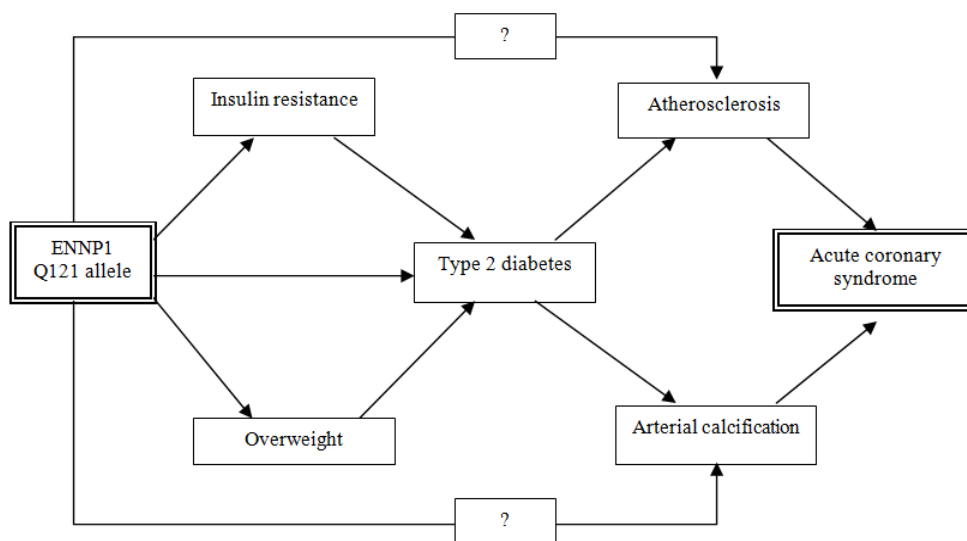 ?
Insulin resistance
Atherosclerosis
ENNP1
Q121 allele
Type 2 diabetes
Acute coronary
syndrome
Overweight
Arterial calcification
?